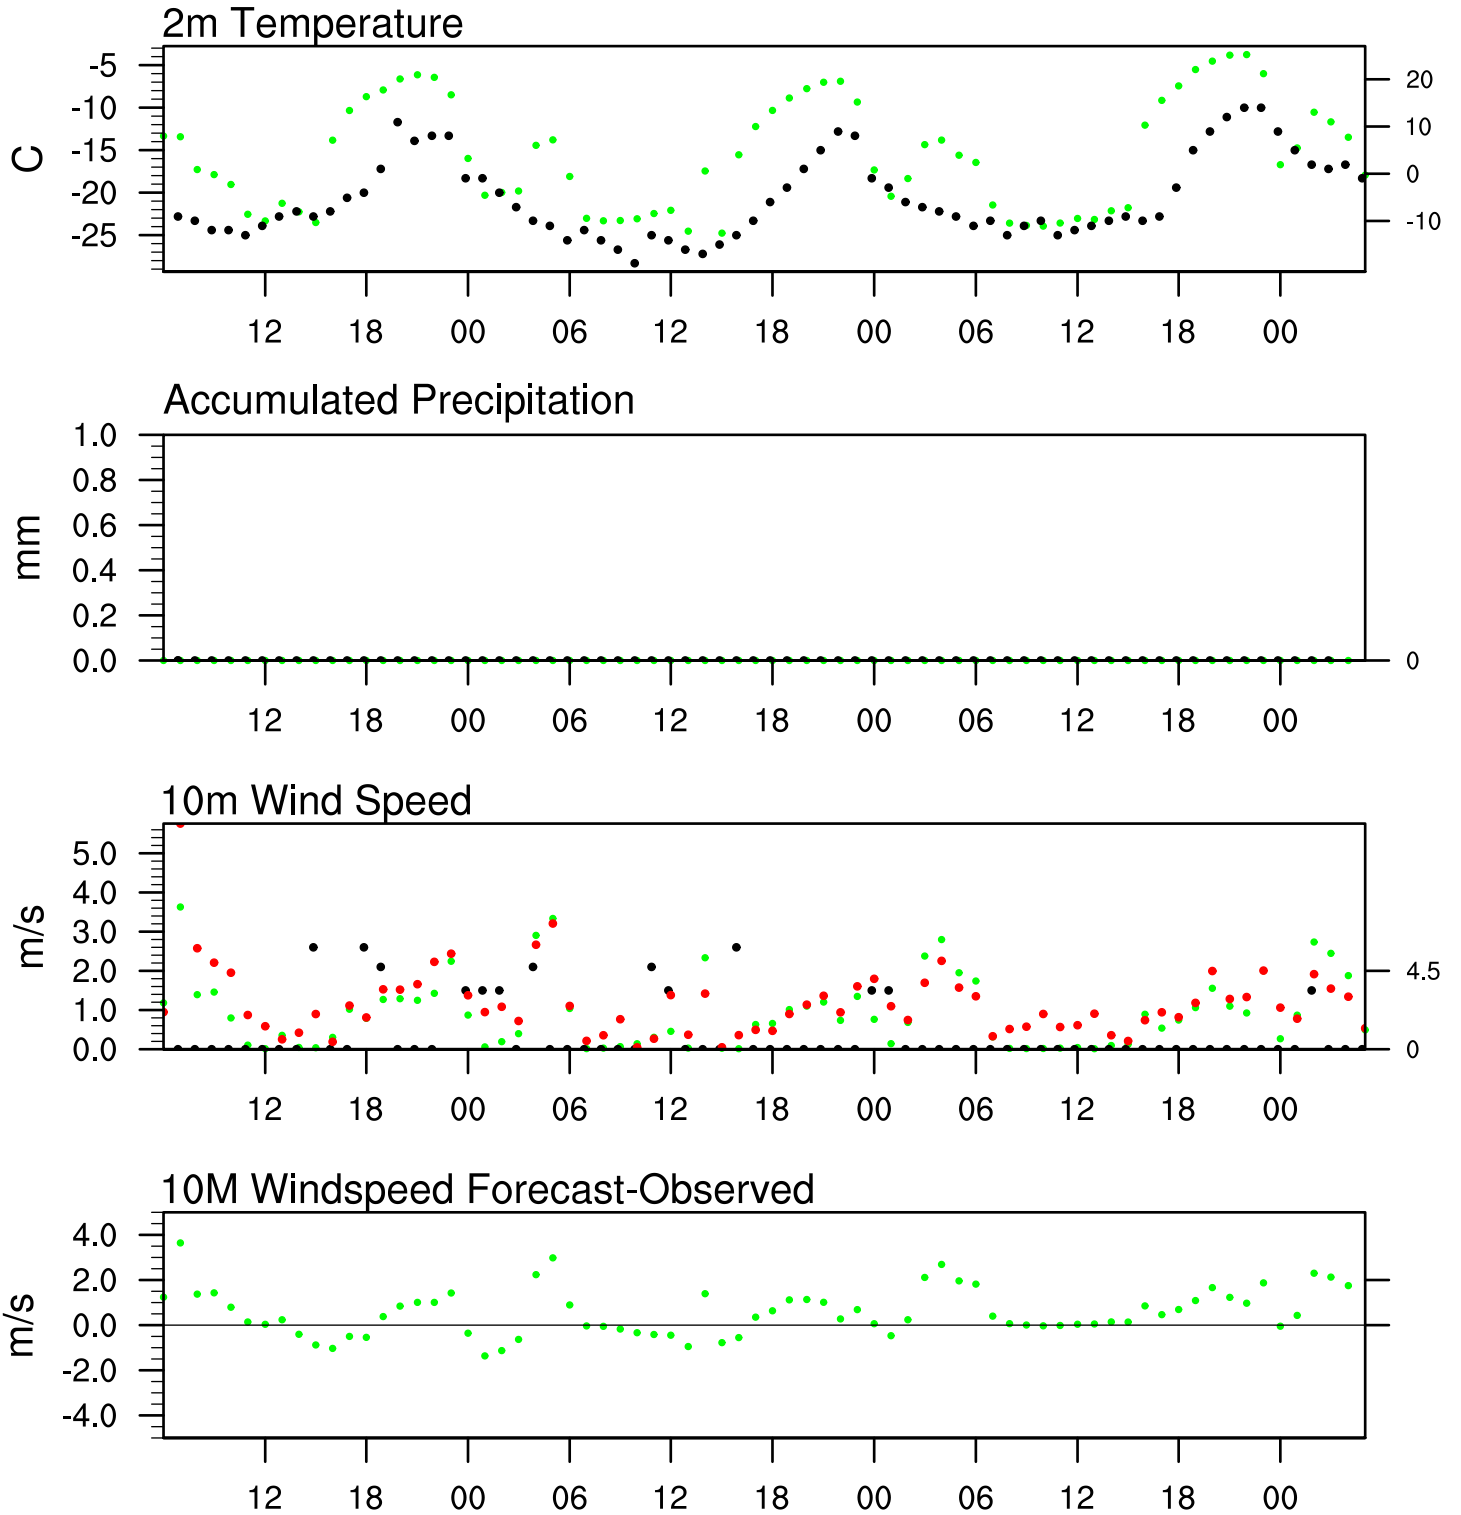 2m Temperature
-5
-10
-15
-20
-25
C
20
10
0
-10
12 18 00 06 12 18 00 06 12 18 00
Accumulated Precipitation
1.0
0.8
0.6
0.4
0.2
0.0
mm
0
12 18 00 06 12 18 00 06 12 18 00
10m Wind Speed
5.0
4.0
3.0
2.0
1.0
0.0
m/s
4.5
0
12 18 00 06 12 18 00 06 12 18 00
10M Windspeed Forecast-Observed
4.0
2.0
0.0
-2.0
-4.0
m/s
12 18 00 06 12 18 00 06 12 18 00